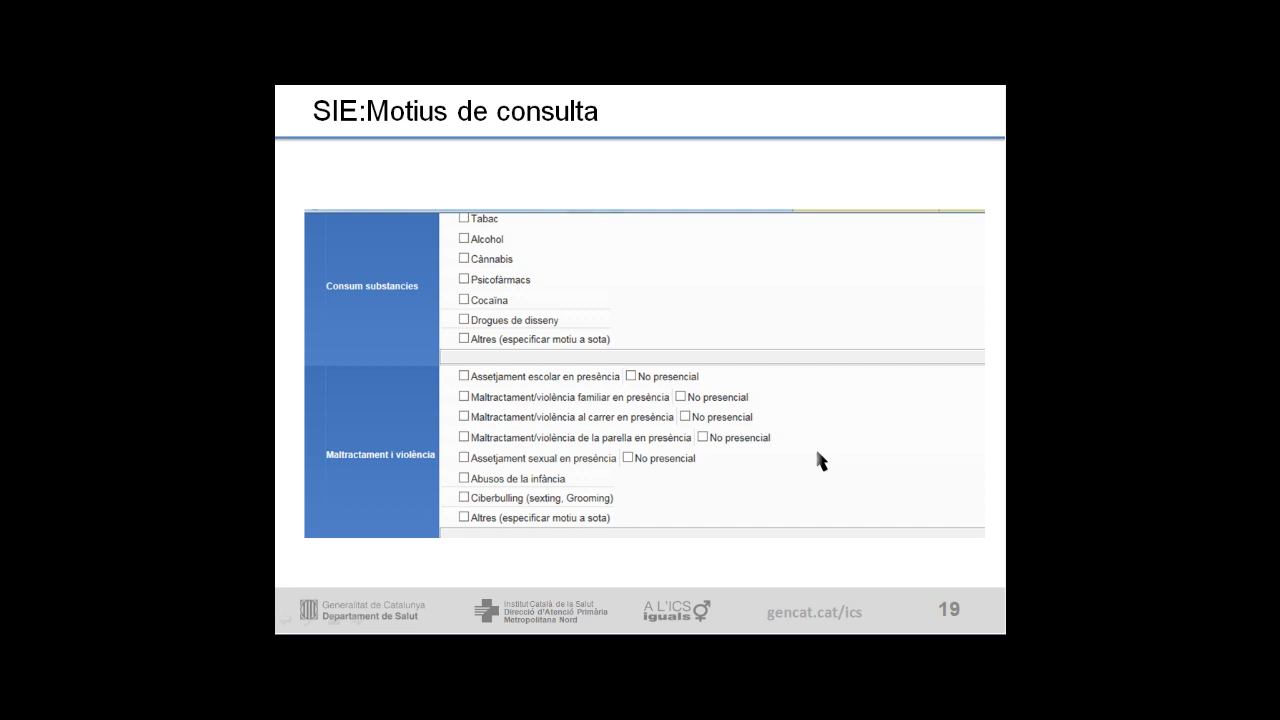 SIE:Motius de consulta
Consum substancies
Tabac
Alcohol
Cànnabis
Psicofàrmacs
Cocaïna
Drogues de disseny
Altres (especificar motiu a sota)
Maltractament i violència
Assetjament escolar en presència No presencial
Maltractament/violència familiar en presència No presencial
Maltractament/violència al carrer en presència No presencial
Maltractament/violència de la parella en presència No presencial
Assetjament sexual en presència No presencial
Abusos de la infància
Ciberbulling (sexting, Grooming)
Altres (especificar motiu a sota)
Generalitat de Catalunya
Departament de Salut
Institut Català de la Salut
Direcció d'Atenció Primària
Metropolitana Nord
A L'ICS
iguals
gencat.cat/ics
19